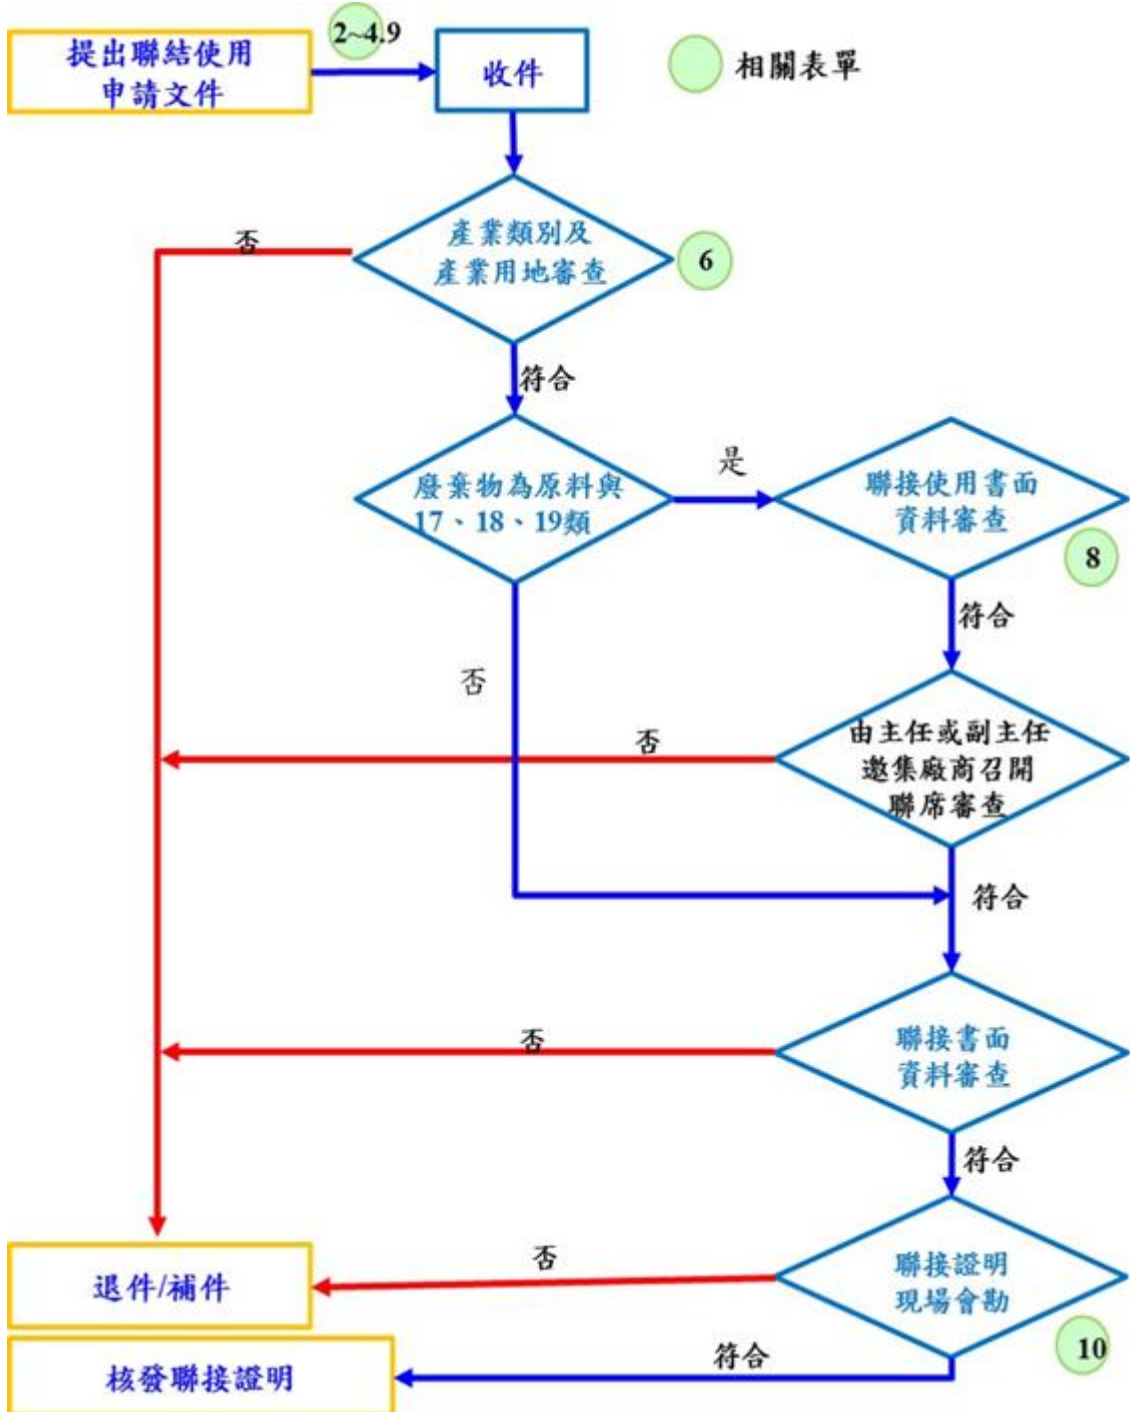 提出聯結使用
申請文件
2~4.9
收件
相關表單
產業類別及
產業用地審查
6
否
符合
廢棄物為原料與
17、18、19類
是
聯接使用書面
資料審查
8
符合
否
由主任或副主任
邀集廠商召開
聯席審查
否
符合
聯接書面
資料審查
否
符合
聯接證明
現場會勘
10
否
退件/補件
符合
核發聯接證明